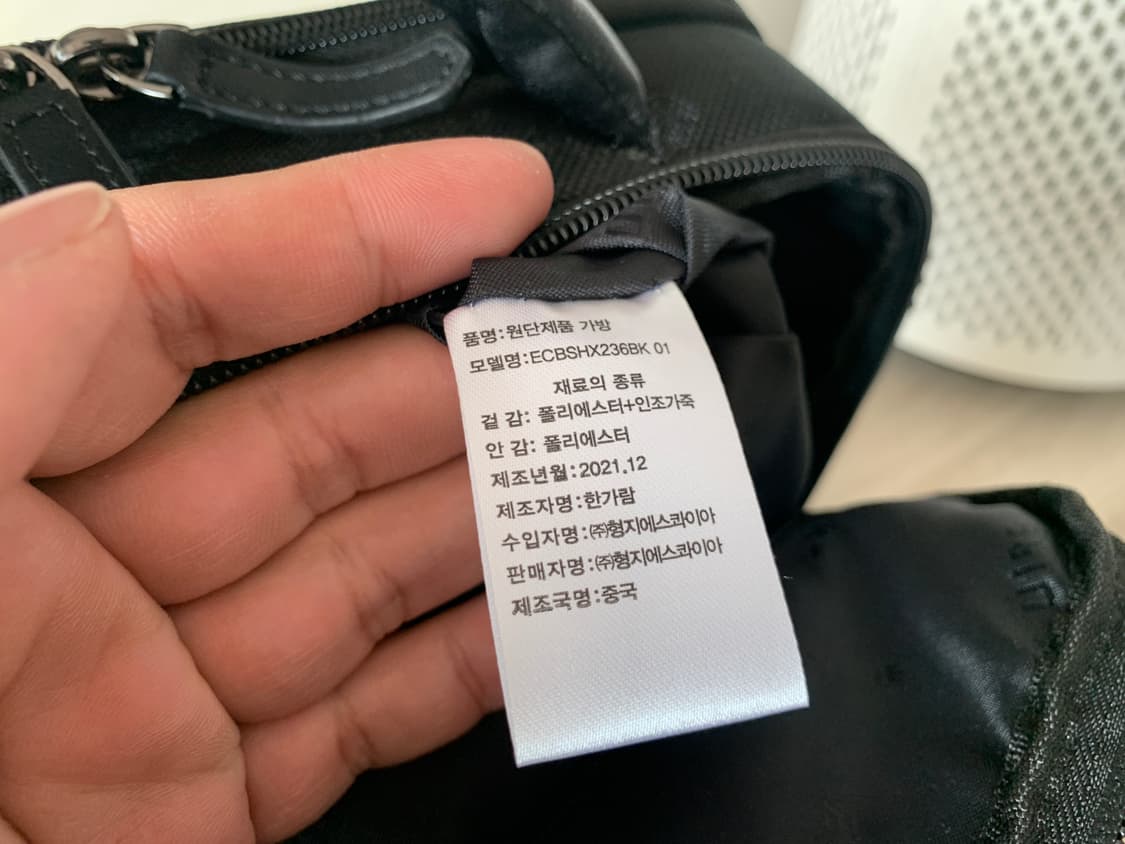 품명:원단제품 가방
모델명:ECBSHX236BK 01
재료의 종류
겉 감: 폴리에스터+인조가죽
안 감: 폴리에스터
제조년월:2021.12
제조자명:한가람
수입자명:㈜형지에스콰이아
판매자명:㈜형지에스콰이아
제조국명:중국